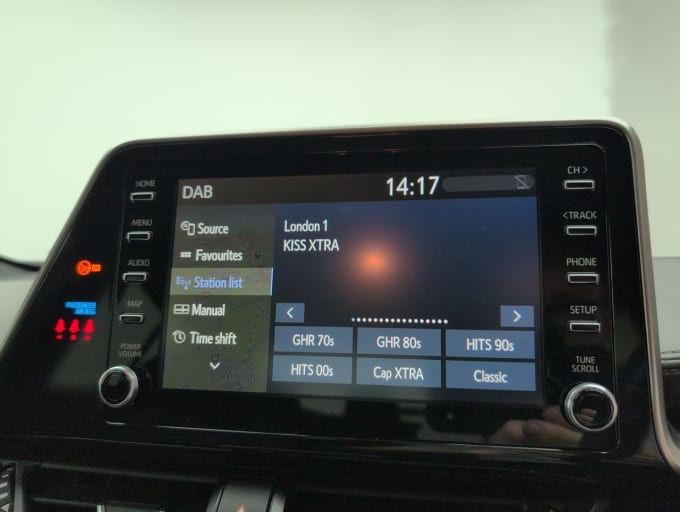 DAB
14:17
HOME
MENU
AUDIO
MAP
POWER
VOLUME
PASSENGER
AIR BAG
Source
Favourites
Station list
Manual
Time shift
London 1
KISS XTRA
<
>
GHR 70s
GHR 80s
HITS 90s
HITS 00s
Cap XTRA
Classic
CH >
< TRACK
PHONE
SETUP
TUNE
SCROLL